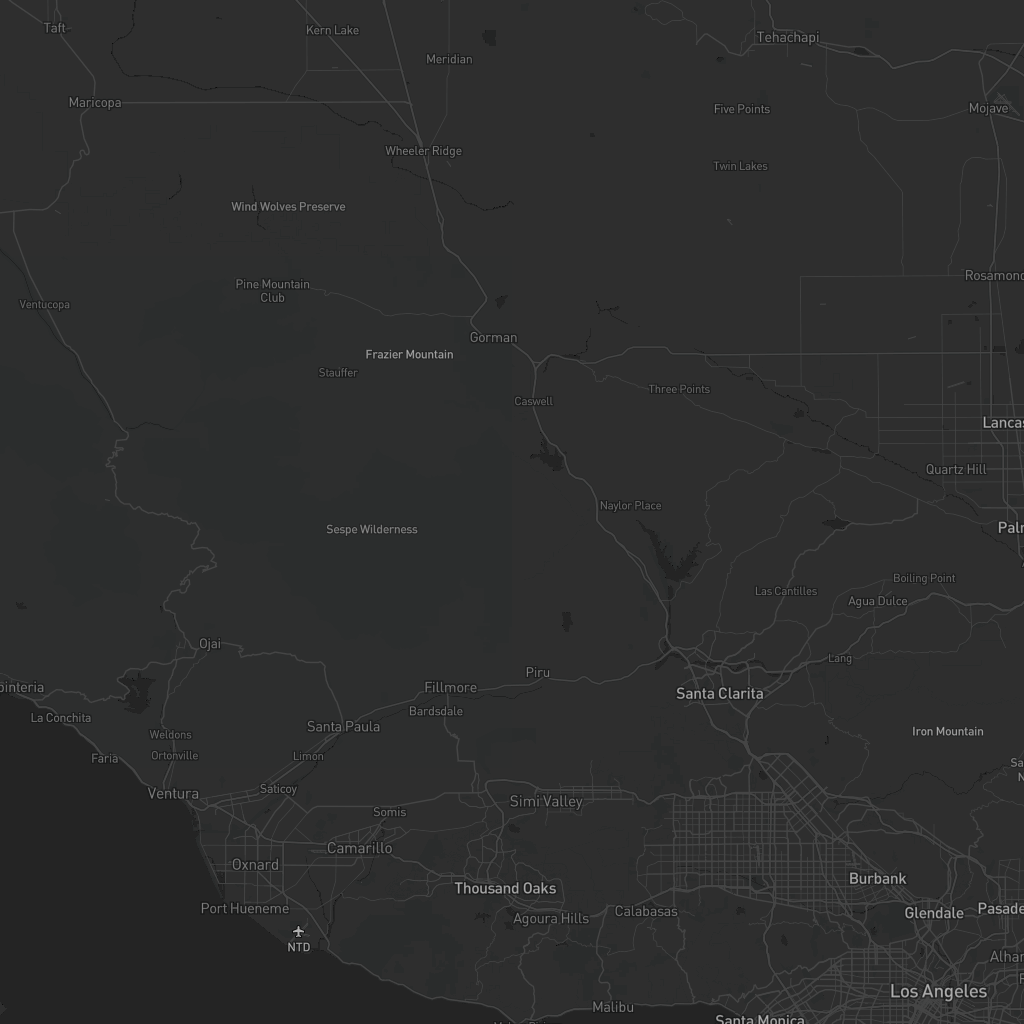 Taft
Kern Lake
Tehachapi
Meridian
Maricopa
Five Points
Mojave
Wheeler Ridge
Twin Lakes
Wind Wolves Preserve
Rosamond
Pine Mountain
Club
Ventucopa
Gorman
Frazier Mountain
Stauffer
Three Points
Caswell
Lancas
Quartz Hill
Naylor Place
Sespe Wilderness
Palm
Boiling Point
Las Cantilles
Agua Dulce
Ojai
Lang
Piru
pinteria
Fillmore
Santa Clarita
Bardsdale
La Conchita
Santa Paula
Iron Mountain
Weldons
Ortonville
Limon
Faria
Sa
N
Saticoy
Ventura
Simi Valley
Somis
Camarillo
Oxnard
Burbank
Thousand Oaks
Port Hueneme
Calabasas
Glendale
Pasade
Agoura Hills
NTD
Alhar
Los Angeles
Malibu
Santa Monica